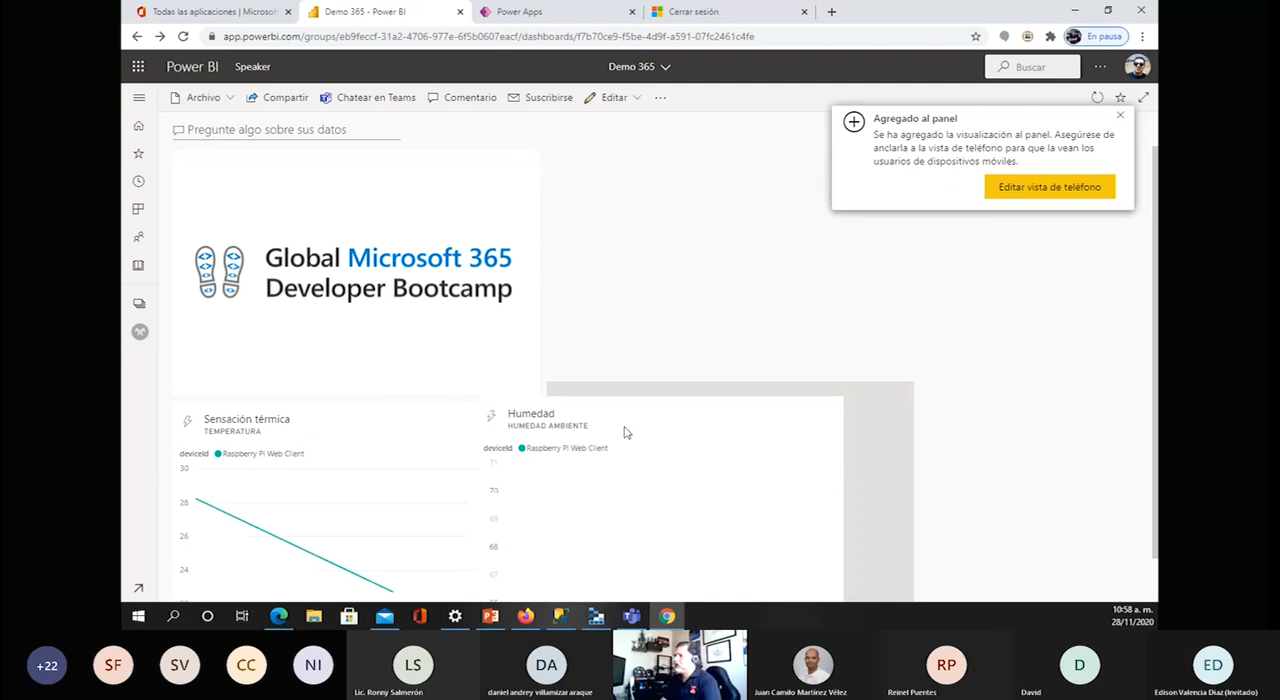 Todas las aplicaciones | Microsof
Demo 365 - Power BI
Power Apps
Cerrar sesión
app.powerbi.com/groups/eb9feccf-31a2-4706-977e-6f5b0607eacf/dashboards/f7b70ce9-f5be-4d9f-a591-07fc2461c4fe
En pausa
Power BI
Speaker
Demo 365
Buscar
Archivo
Compartir
Chatear en Teams
Comentario
Suscribirse
Editar
Pregunte algo sobre sus datos
Agregado al panel
Se ha agregado la visualización al panel. Asegúrese de
anclarla a la vista de teléfono para que la vean los
usuarios de dispositivos móviles.
Editar vista de teléfono
Global Microsoft 365
Developer Bootcamp
Sensación térmica
TEMPERATURA
deviceId Raspberry Pi Web Client
30
28
26
24
Humedad
HUMEDAD AMBIENTE
deviceId Raspberry Pi Web Client
71
70
69
68
67
10:58 a. m.
28/11/2020
+22
SF
SV
CC
NI
LS
Lic. Ronny Salmerón
DA
daniel andrey villamizar araque
Juan Camilo Martínez Vélez
RP
Reinel Puentes
D
David
ED
Edison Valencia Diaz (Invitado)